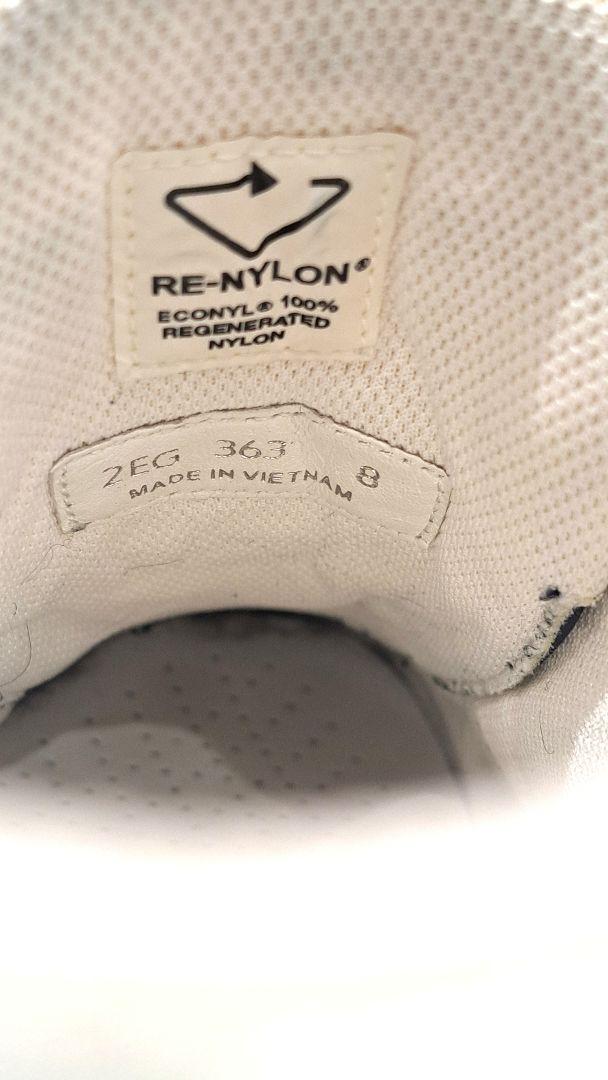 RE-NYLON®
ECONYL® 100%
REGENERATED
NYLON
2EG 363 8
MADE IN VIETNAM